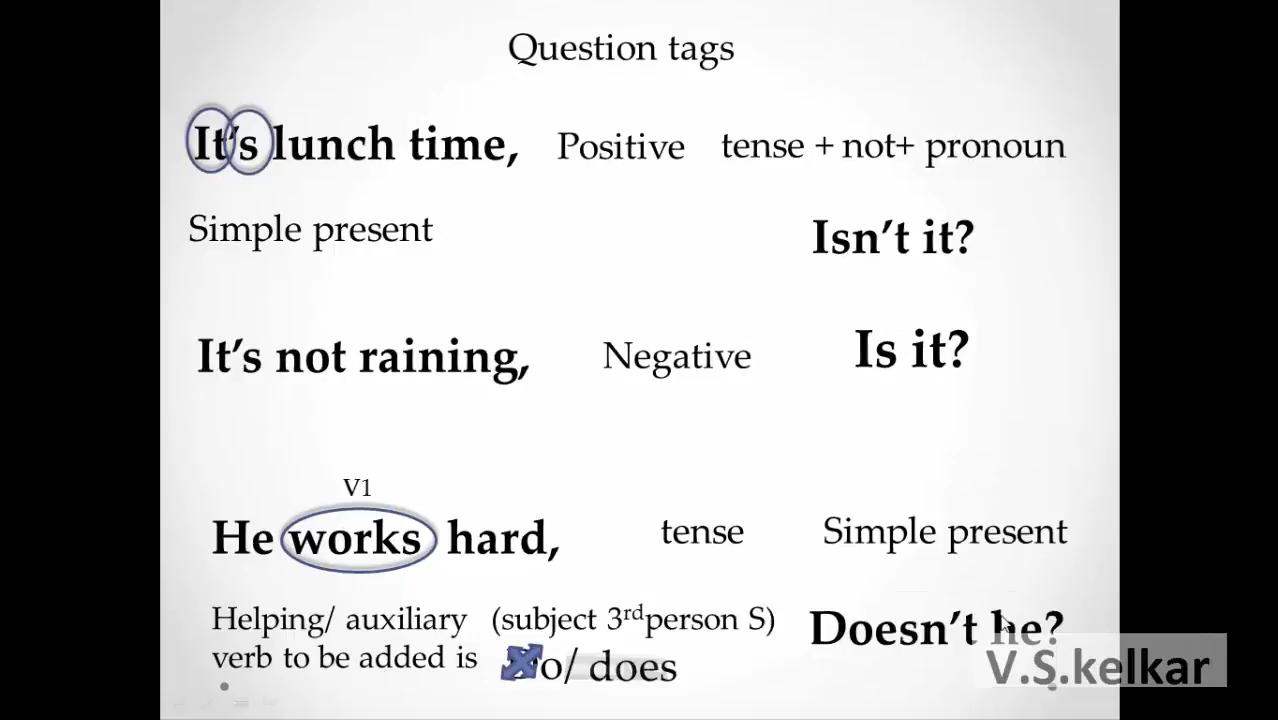 Question tags
It's lunch time, Positive tense + not+ pronoun
Simple present Isn't it?
It's not raining, Negative Is it?
V1
He works hard, tense Simple present
Helping/ auxiliary (subject 3rdperson S) Doesn't he?
verb to be added is o/ does
V.S.kelkar